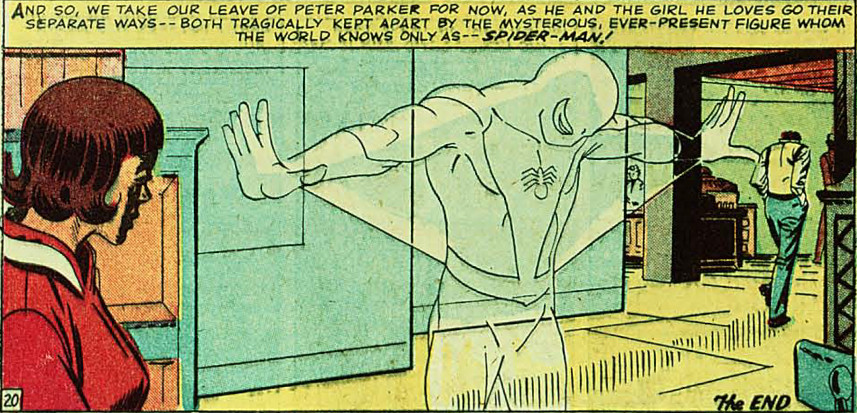 AND SO, WE TAKE OUR LEAVE OF PETER PARKER FOR NOW, AS HE AND THE GIRL HE LOVES GO THEIR
SEPARATE WAYS-- BOTH TRAGICALLY KEPT APART BY THE MYSTERIOUS, EVER-PRESENT FIGURE WHOM
THE WORLD KNOWS ONLY AS-- SPIDER-MAN!
20
The END